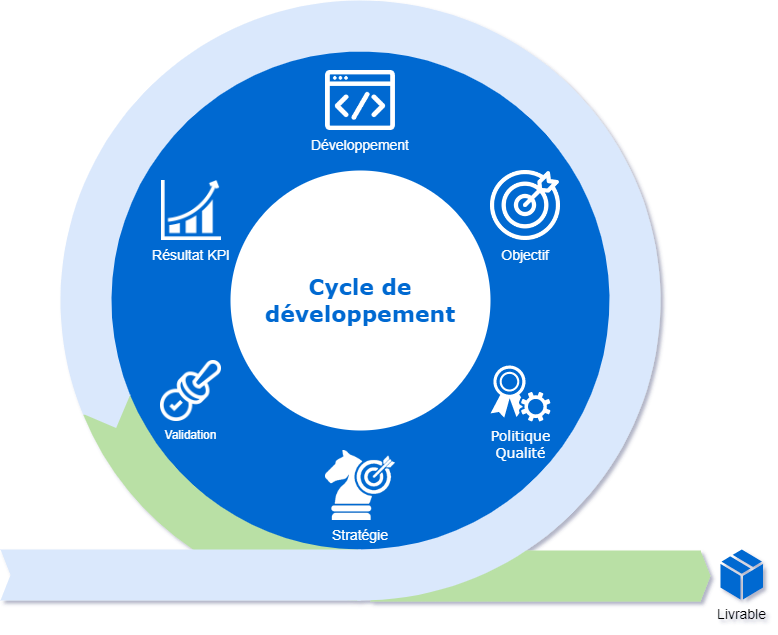 Développement
Objectif
Résultat KPI
Cycle de
développement
Politique
Qualité
Validation
Stratégie
Livrable